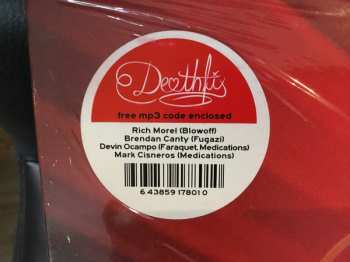 Deathfix
free mp3 code enclosed
Rich Morel (Blowoff)
Brendan Canty (Fugazi)
Devin Ocampo (Faraquet, Medications)
Mark Cisneros (Medications)
6 43859 17801 0